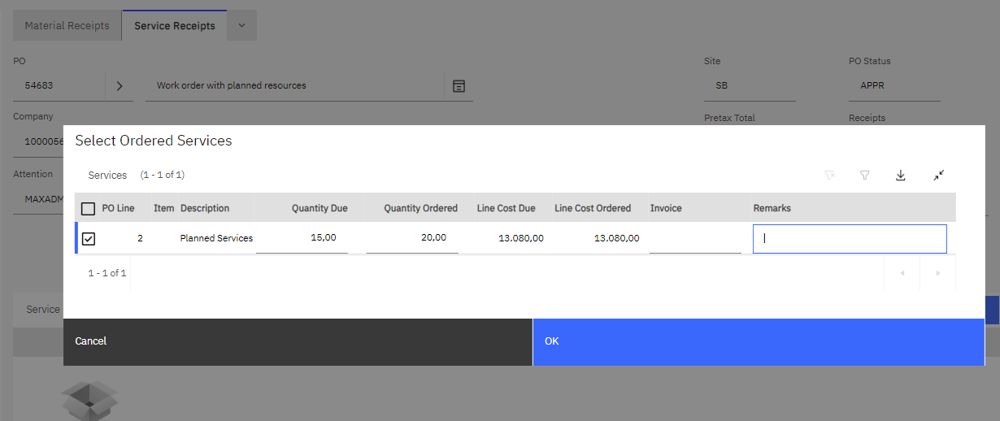 Material Receipts Service Receipts
PO Site PO Status
54683 Work order with planned resources SB APPR
Company Pretax Total Receipts
1000056
Select Ordered Services
Attention Services (1 - 1 of 1)
MAXADM
PO Line Item Description Quantity Due Quantity Ordered Line Cost Due Line Cost Ordered Invoice Remarks
2 Planned Services 15,00 20,00 13.080,00 13.080,00
1 - 1 of 1
Service
Cancel OK